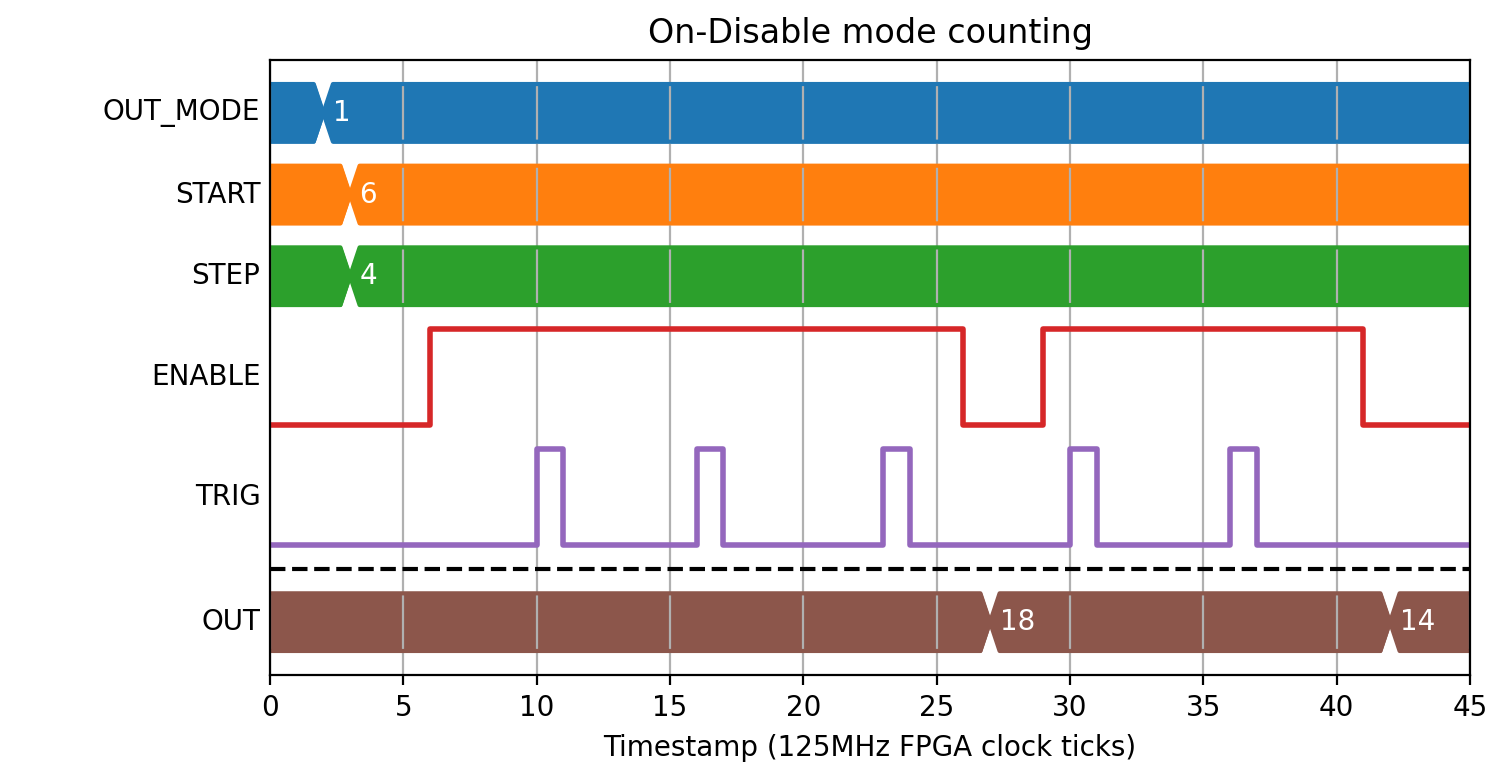 On-Disable mode counting
OUT_MODE 1
START 6
STEP 4
ENABLE
TRIG
OUT 18 14
0 5 10 15 20 25 30 35 40 45
Timestamp (125MHz FPGA clock ticks)